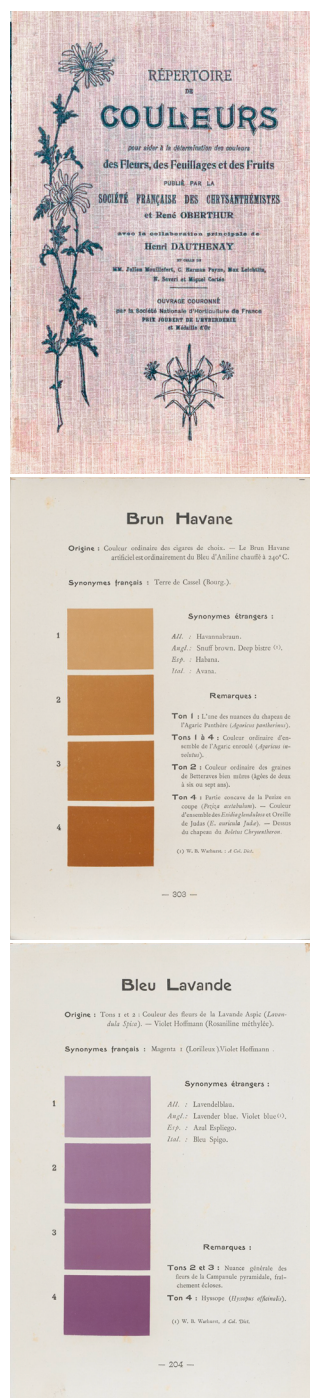 RÉPERTOIRE
DE
COULEURS
pour aider à la détermination des couleurs
des Fleurs, des Feuillages et des Fruits
PUBLIÉ PAR LA
SOCIÉTÉ FRANÇAISE DES CHRYSANTHÉMISTES
et René OBERTHUR
avec la collaboration principale de
Henri DAUTHENAY
ET CELLE DE
MM. Julien Mouillefert, C. Harman Payne, Max Leichtlin,
N. Severi et Miguel Cortès
OUVRAGE COURONNÉ
par la Société Nationale d'Horticulture de France
PRIX JOUBERT DE L'HYBERDERIE
et Médaille d'Or
Brun Havane
Origine : Couleur ordinaire des cigares de choix. — Le Brun Havane
artificiel est ordinairement du Bleu d'Aniline chauffé à 240° C.
Synonymes français : Terre de Cassel (Bourg.).
1
2
3
4
Synonymes étrangers :
All. : Havannabraun.
Angl.: Snuff brown. Deep bistre (1).
Esp. : Habana.
Ital. : Avana.
Remarques :
Ton 1 : L'une des nuances du chapeau de
l'Agaric Panthère (Agaricus pantherinus).
Tons 1 à 4 : Couleur ordinaire d'en-
semble de l'Agaric enroulé (Agaricus in-
volutus).
Ton 2 : Couleur ordinaire des graines
de Betteraves bien mûres (âgées de deux
à six ou sept ans).
Ton 4 : Partie concave de la Pezize en
coupe (Peziza acetabulum). — Couleur
d'ensemble des Exidia glandulosa et Oreille
de Judas (E. auricula Judæ). — Dessus
du chapeau du Boletus Chrysentheron.
(1) W. R. Warburst. : A Col. Dict.
— 303 —
Bleu Lavande
Origine : Tons 1 et 2 : Couleur des fleurs de la Lavande Aspic (Lavan-
dula Spica). — Violet Hoffmann (Rosaniline méthylée).
Synonymes français : Magenta 1 (Lorilleux). Violet Hoffmann .
1
2
3
4
Synonymes étrangers :
All. : Lavendelblau.
Angl.: Lavender blue. Violet blue (1).
Esp. : Azul Espliego.
Ital. : Bleu Spigo.
Remarques :
Tons 2 et 3 : Nuance générale des
fleurs de la Campanule pyramidale, fraî-
chement écloses.
Ton 4 : Hysope (Hyssopus officinalis).
(1) W. R. Warburst, A Col. Dict.
— 204 —